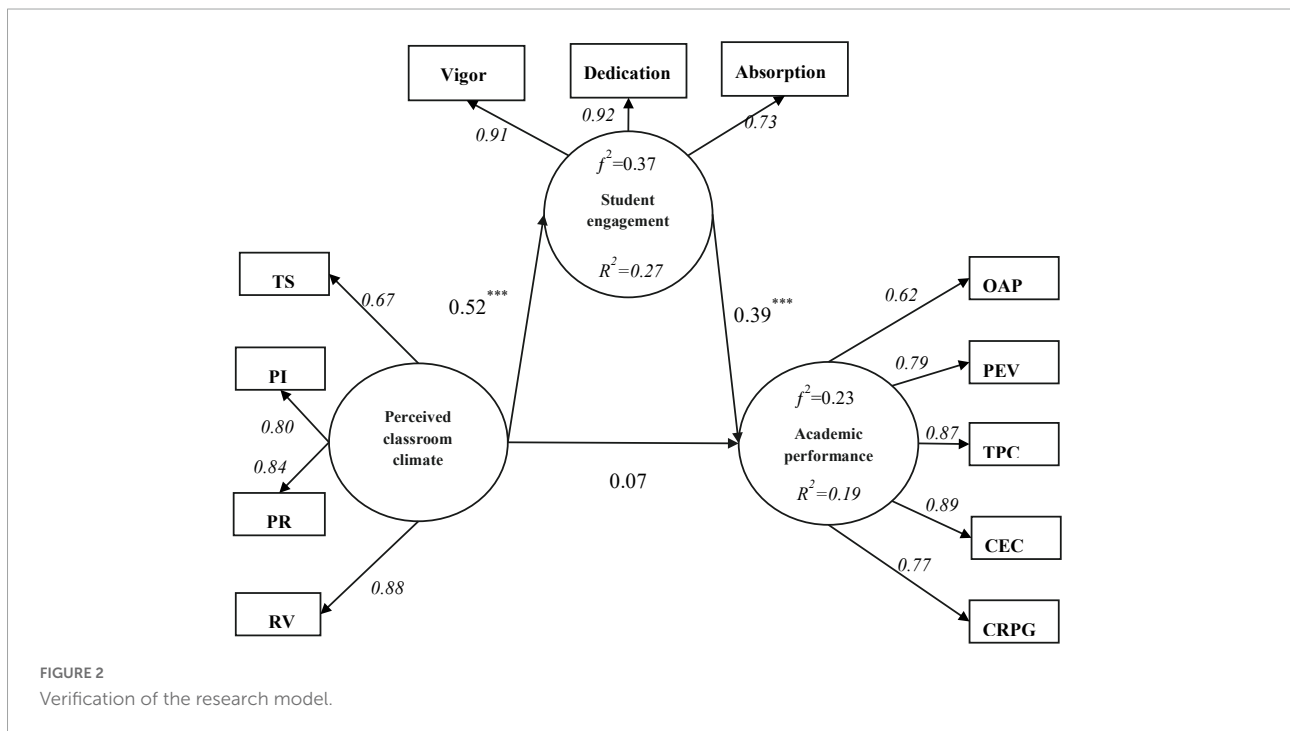 Vigor
Dedication
Absorption
0.91
0.92
0.73
f²=0.37
Student
engagement
R²=0.27
TS
0.67
PI
0.80
0.84
PR
RV
0.88
Perceived
classroom
climate
0.52***
0.39***
0.07
f²=0.23
Academic
performance
R²=0.19
0.62
OAP
0.79
PEV
0.87
TPC
0.89
CEC
0.77
CRPG
FIGURE 2
Verification of the research model.